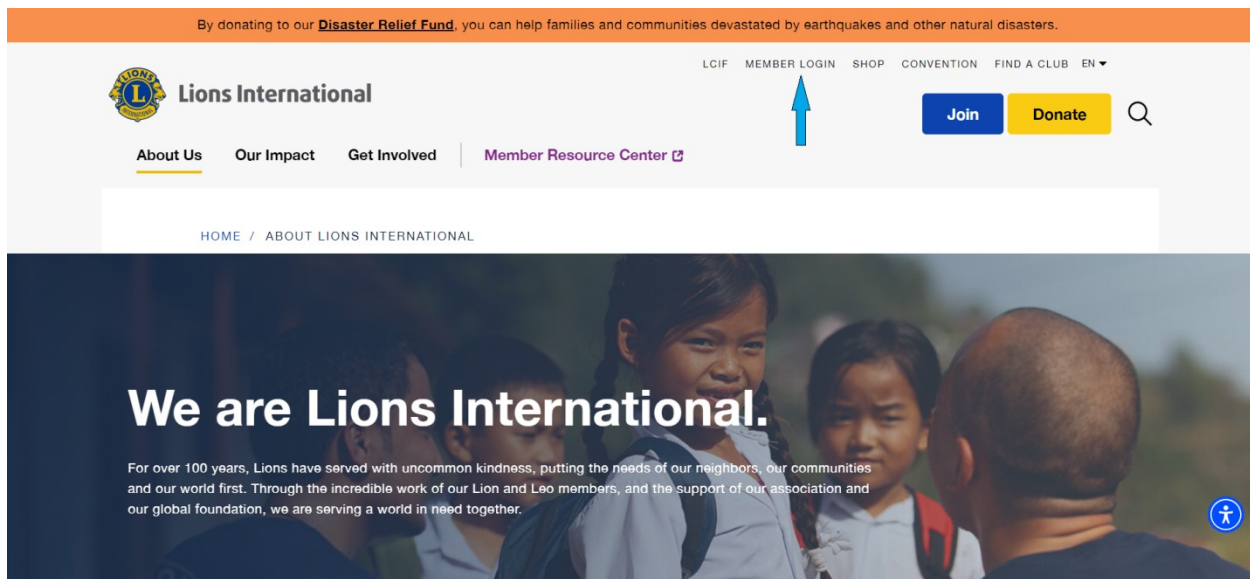 By donating to our Disaster Relief Fund, you can help families and communities devastated by earthquakes and other natural disasters.
LCIF MEMBER LOGIN SHOP CONVENTION FIND A CLUB EN
LIONS
L
INTERNATIONAL
Lions International
Join Donate
About Us Our Impact Get Involved Member Resource Center
HOME / ABOUT LIONS INTERNATIONAL
We are Lions International.
For over 100 years, Lions have served with uncommon kindness, putting the needs of our neighbors, our communities
and our world first. Through the incredible work of our Lion and Leo members, and the support of our association and
our global foundation, we are serving a world in need together.